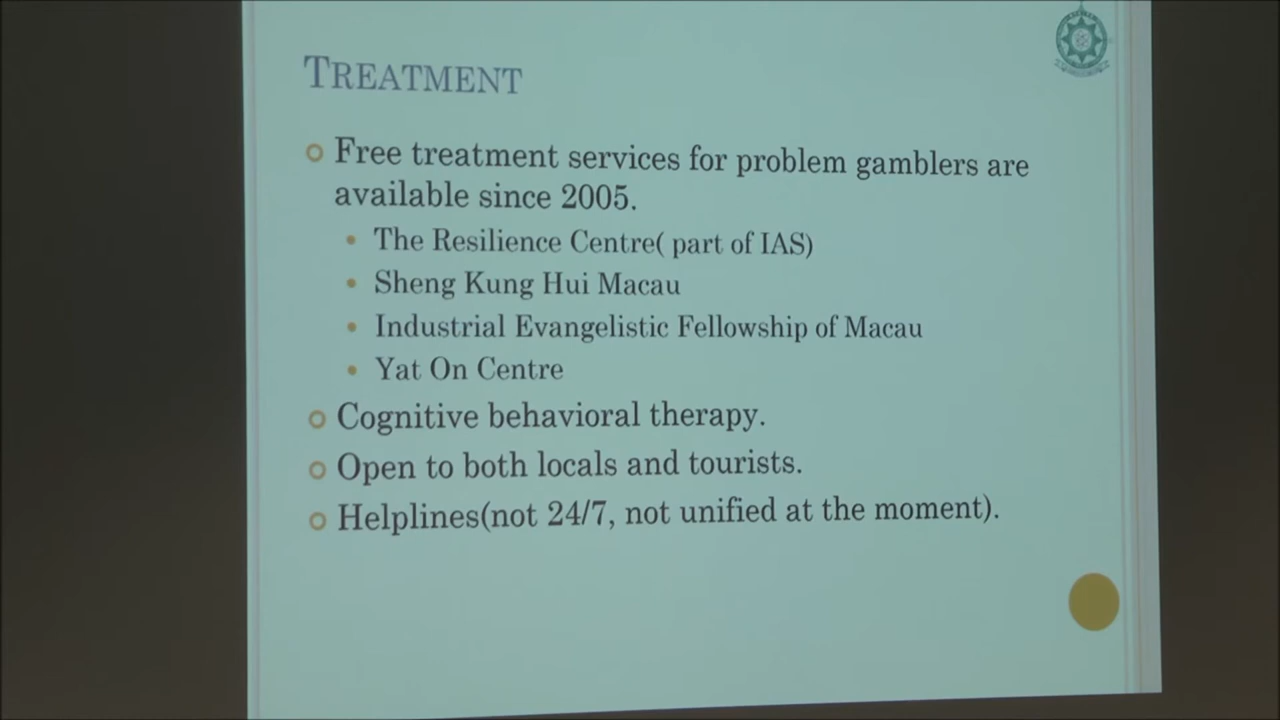 TREATMENT
Free treatment services for problem gamblers are
available since 2005.
The Resilience Centre( part of IAS)
Sheng Kung Hui Macau
Industrial Evangelistic Fellowship of Macau
Yat On Centre
Cognitive behavioral therapy.
Open to both locals and tourists.
Helplines(not 24/7, not unified at the moment).